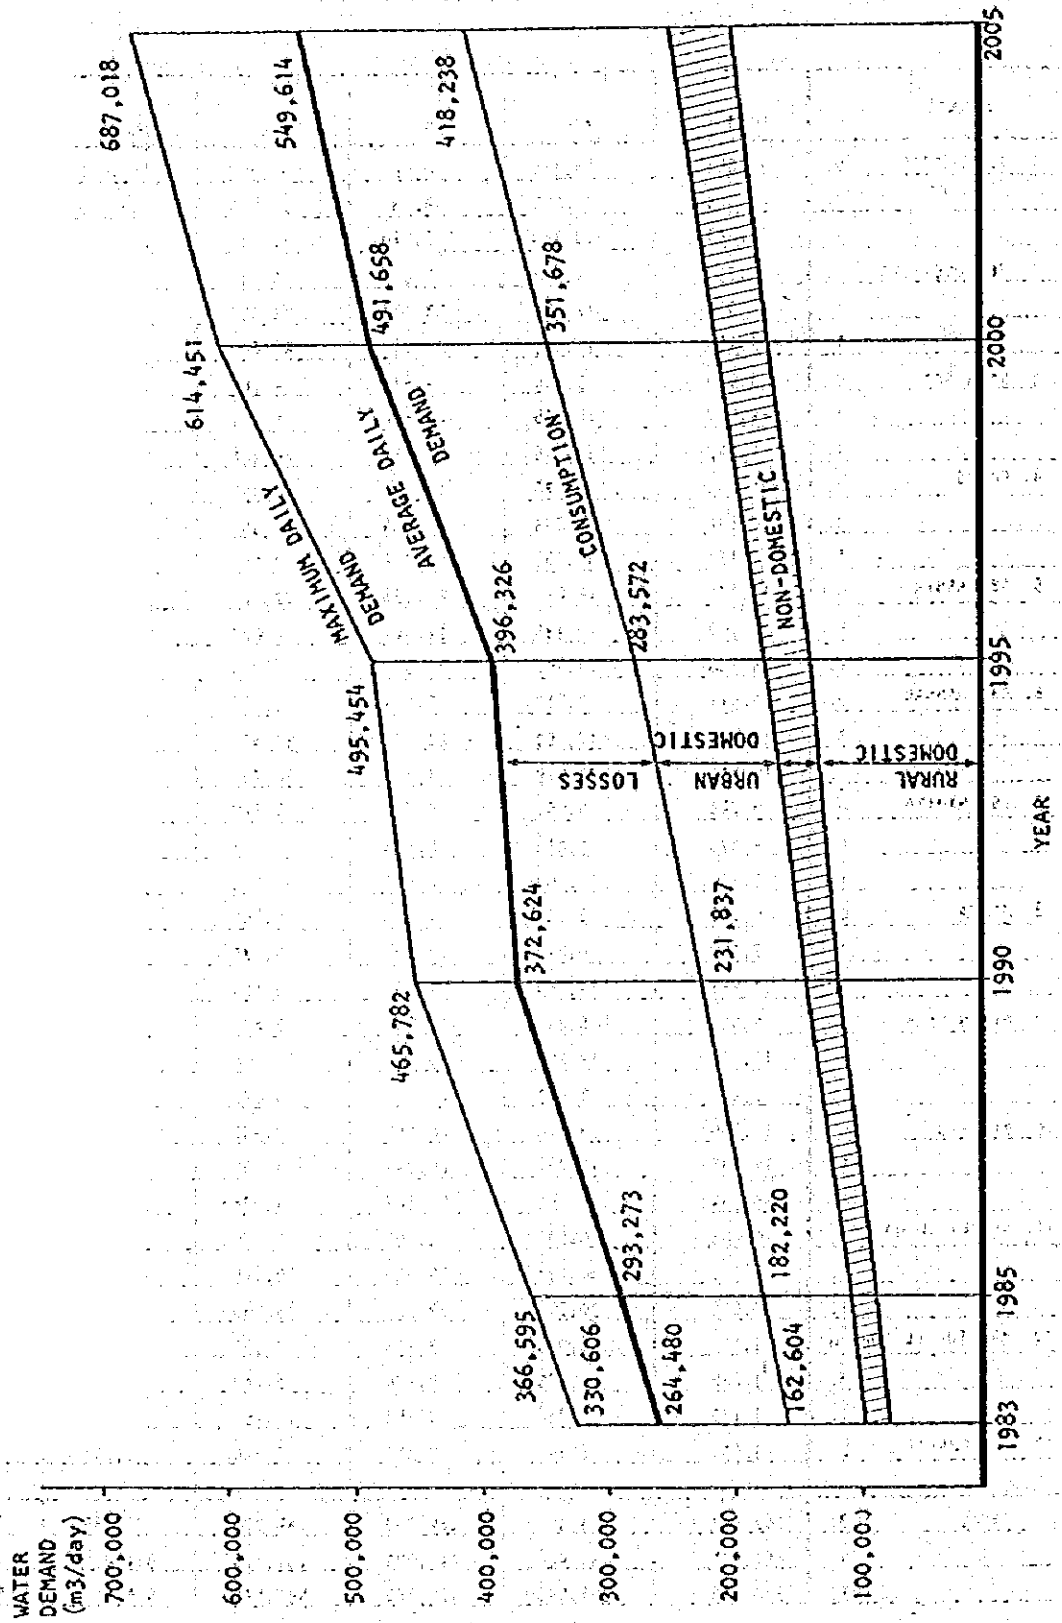 WATER
DEMAND
(m3/day)
700,000
600,000
500,000
400,000
300,000
200,000
100,000
687,018
614,451
495,454
465,782
366,595
330,606
MAXIMUM DAILY
DEMAND
549,614
491,658
396,326
372,624
293,273
264,480
AVERAGE DAILY
DEMAND
418,238
351,678
283,572
231,837
182,220
162,604
CONSUMPTION
LOSSES
URBAN
DOMESTIC
NON-DOMESTIC
RURAL
DOMESTIC
1983
1985
1990
1995
2000
2005
YEAR